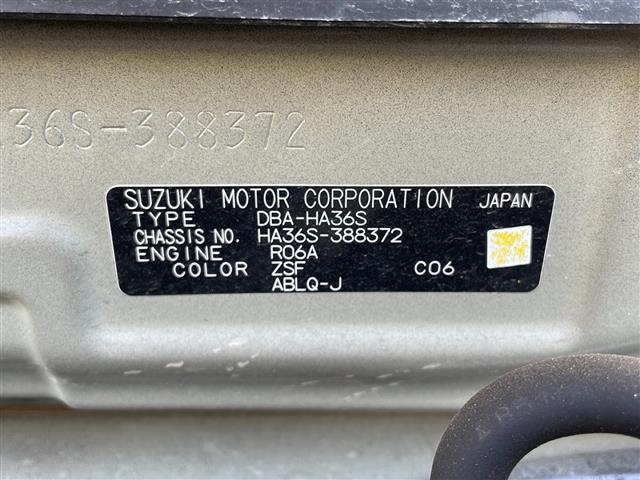 36S-388372
SUZUKI MOTOR CORPORATION JAPAN
TYPE DBA-HA36S
CHASSIS NO. HA36S-388372
ENGINE R06A
COLOR ZSF C06
ABLQ-J